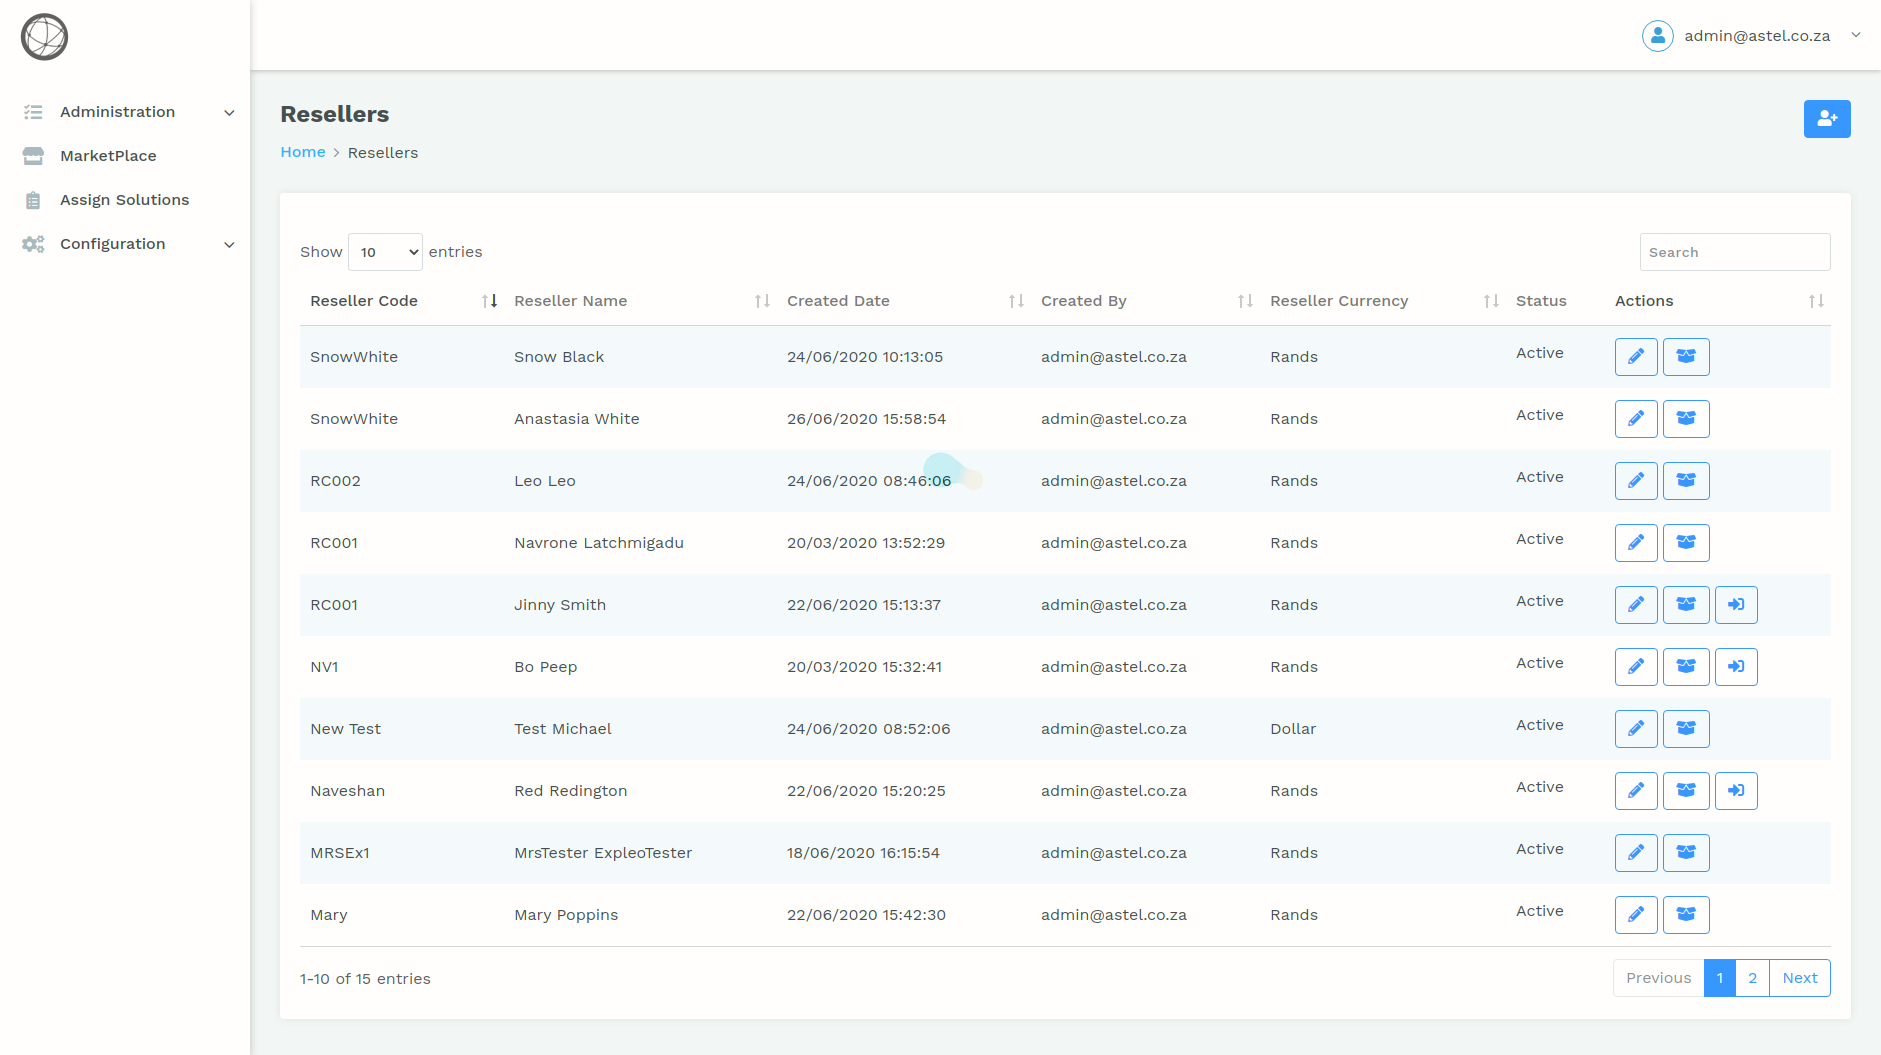 admin@astel.co.za
Administration
MarketPlace
Assign Solutions
Configuration
Resellers
Home > Resellers
Show 10 entries
Search
Reseller Code Reseller Name Created Date Created By Reseller Currency Status Actions
SnowWhite Snow Black 24/06/2020 10:13:05 admin@astel.co.za Rands Active
SnowWhite Anastasia White 26/06/2020 15:58:54 admin@astel.co.za Rands Active
RC002 Leo Leo 24/06/2020 08:46:06 admin@astel.co.za Rands Active
RC001 Navrone Latchmigadu 20/03/2020 13:52:29 admin@astel.co.za Rands Active
RC001 Jinny Smith 22/06/2020 15:13:37 admin@astel.co.za Rands Active
NV1 Bo Peep 20/03/2020 15:32:41 admin@astel.co.za Rands Active
New Test Test Michael 24/06/2020 08:52:06 admin@astel.co.za Dollar Active
Naveshan Red Redington 22/06/2020 15:20:25 admin@astel.co.za Rands Active
MRSEx1 MrsTester ExpleoTester 18/06/2020 16:15:54 admin@astel.co.za Rands Active
Mary Mary Poppins 22/06/2020 15:42:30 admin@astel.co.za Rands Active
1-10 of 15 entries
Previous 1 2 Next